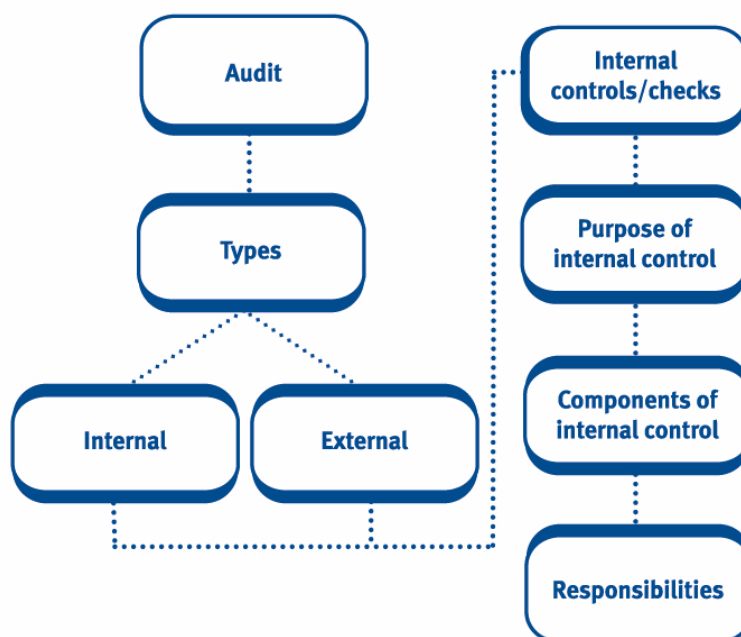 Audit
Types
Internal
External
Internal
controls/checks
Purpose of
internal control
Components of
internal control
Responsibilities